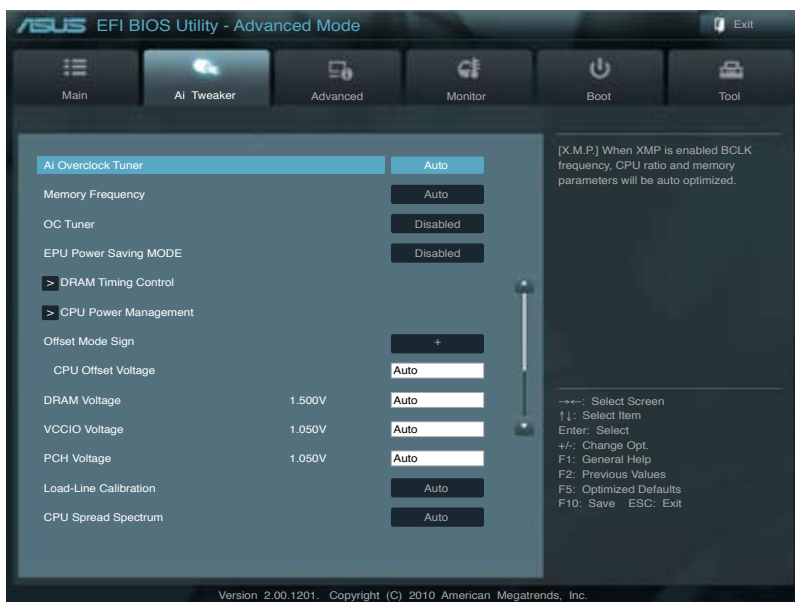 ASUS EFI BIOS Utility - Advanced Mode
Exit
Main
Ai Tweaker
Advanced
Monitor
Boot
Tool
Ai Overclock Tuner Auto
Memory Frequency Auto
OC Tuner Disabled
EPU Power Saving MODE Disabled
> DRAM Timing Control
> CPU Power Management
Offset Mode Sign +
CPU Offset Voltage Auto
DRAM Voltage 1.500V Auto
VCCIO Voltage 1.050V Auto
PCH Voltage 1.050V Auto
Load-Line Calibration Auto
CPU Spread Spectrum Auto
[X.M.P.] When XMP is enabled BCLK
frequency, CPU ratio and memory
parameters will be auto optimized.
→←: Select Screen
↑↓: Select Item
Enter: Select
+/-: Change Opt.
F1: General Help
F2: Previous Values
F5: Optimized Defaults
F10: Save ESC: Exit
Version 2.00.1201. Copyright (C) 2010 American Megatrends, Inc.